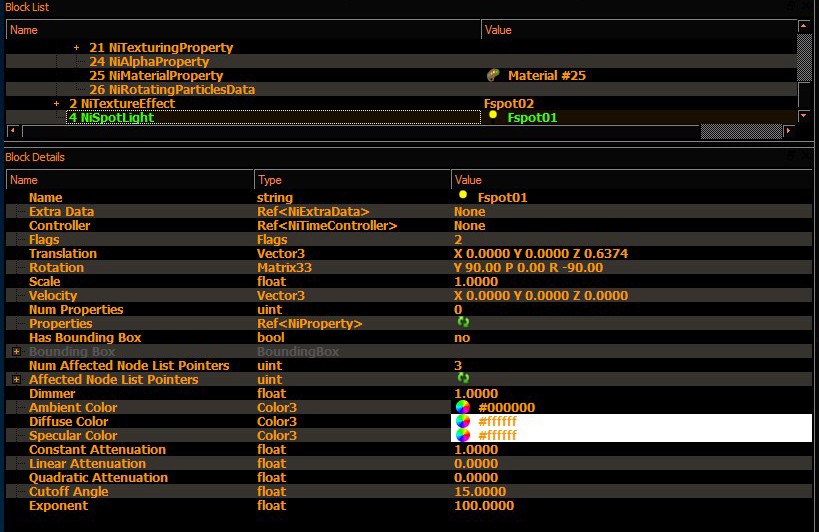 Block List
Name Value
21 NiTexturingProperty
24 NiAlphaProperty
25 NiMaterialProperty Material #25
26 NiRotatingParticlesData
2 NiTextureEffect Fspot02
4 NiSpotLight Fspot01
Block Details
Name Type Value
Name string Fspot01
Extra Data Ref<NiExtraData> None
Controller Ref<NiTimeController> None
Flags Flags 2
Translation Vector3 X 0.0000 Y 0.0000 Z 0.6374
Rotation Matrix33 Y 90.00 P 0.00 R -90.00
Scale float 1.0000
Velocity Vector3 X 0.0000 Y 0.0000 Z 0.0000
Num Properties uint 0
Properties Ref<NiProperty>
Has Bounding Box bool no
Bounding Box BoundingBox
Num Affected Node List Pointers uint 3
Affected Node List Pointers uint
Dimmer float 1.0000
Ambient Color Color3 #000000
Diffuse Color Color3 #ffffff
Specular Color Color3 #ffffff
Constant Attenuation float 1.0000
Linear Attenuation float 0.0000
Quadratic Attenuation float 0.0000
Cutoff Angle float 15.0000
Exponent float 100.0000